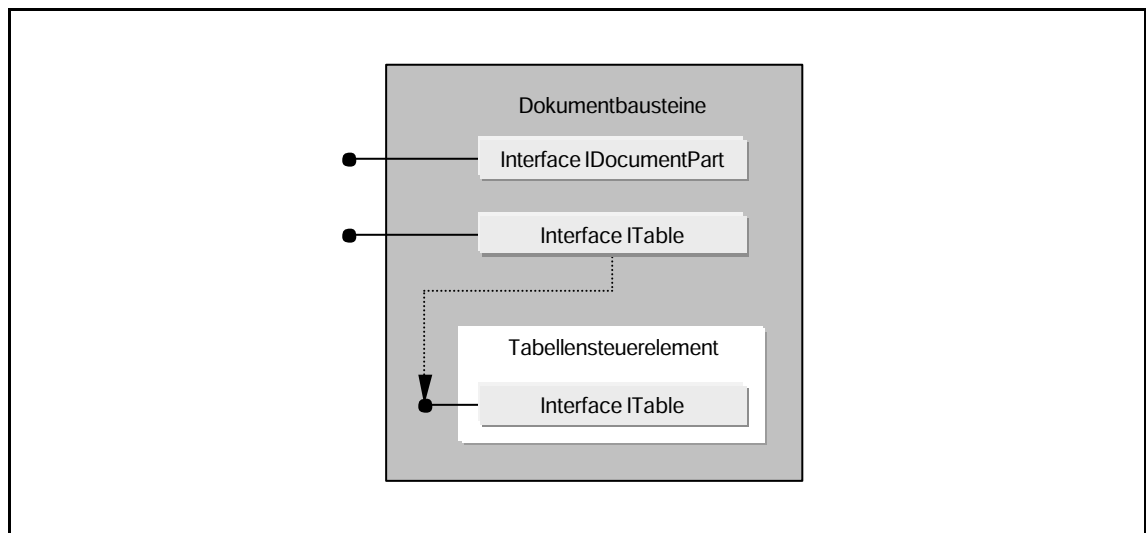 Dokumentbausteine
Interface IDocumentPart
Interface ITable
Tabellensteuerelement
Interface ITable